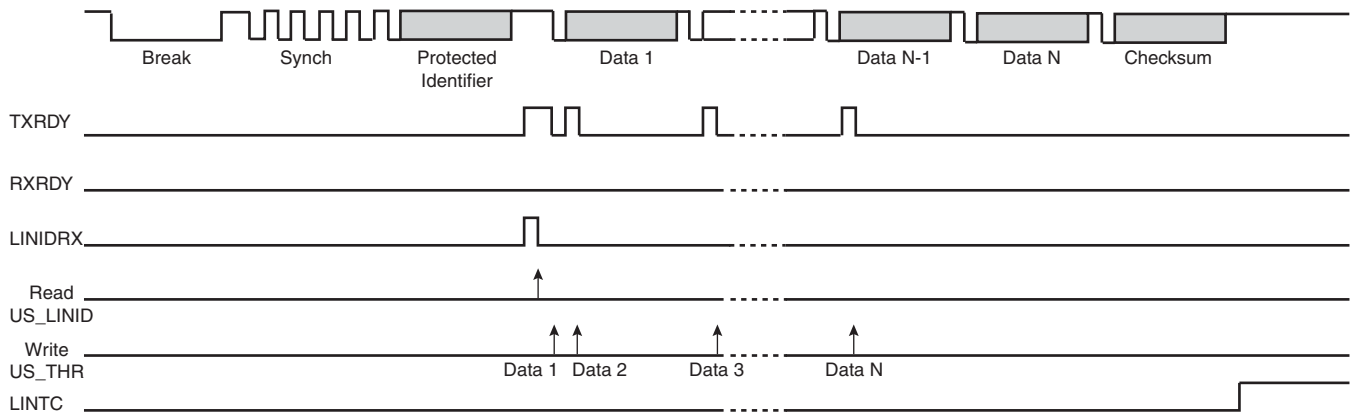 Break Synch Protected Data 1 Data N-1 Data N Checksum
Identifier
TXRDY
RXRDY
LINIDRX
Read
US_LINID
Write
US_THR Data 1 Data 2 Data 3 Data N
LINTC